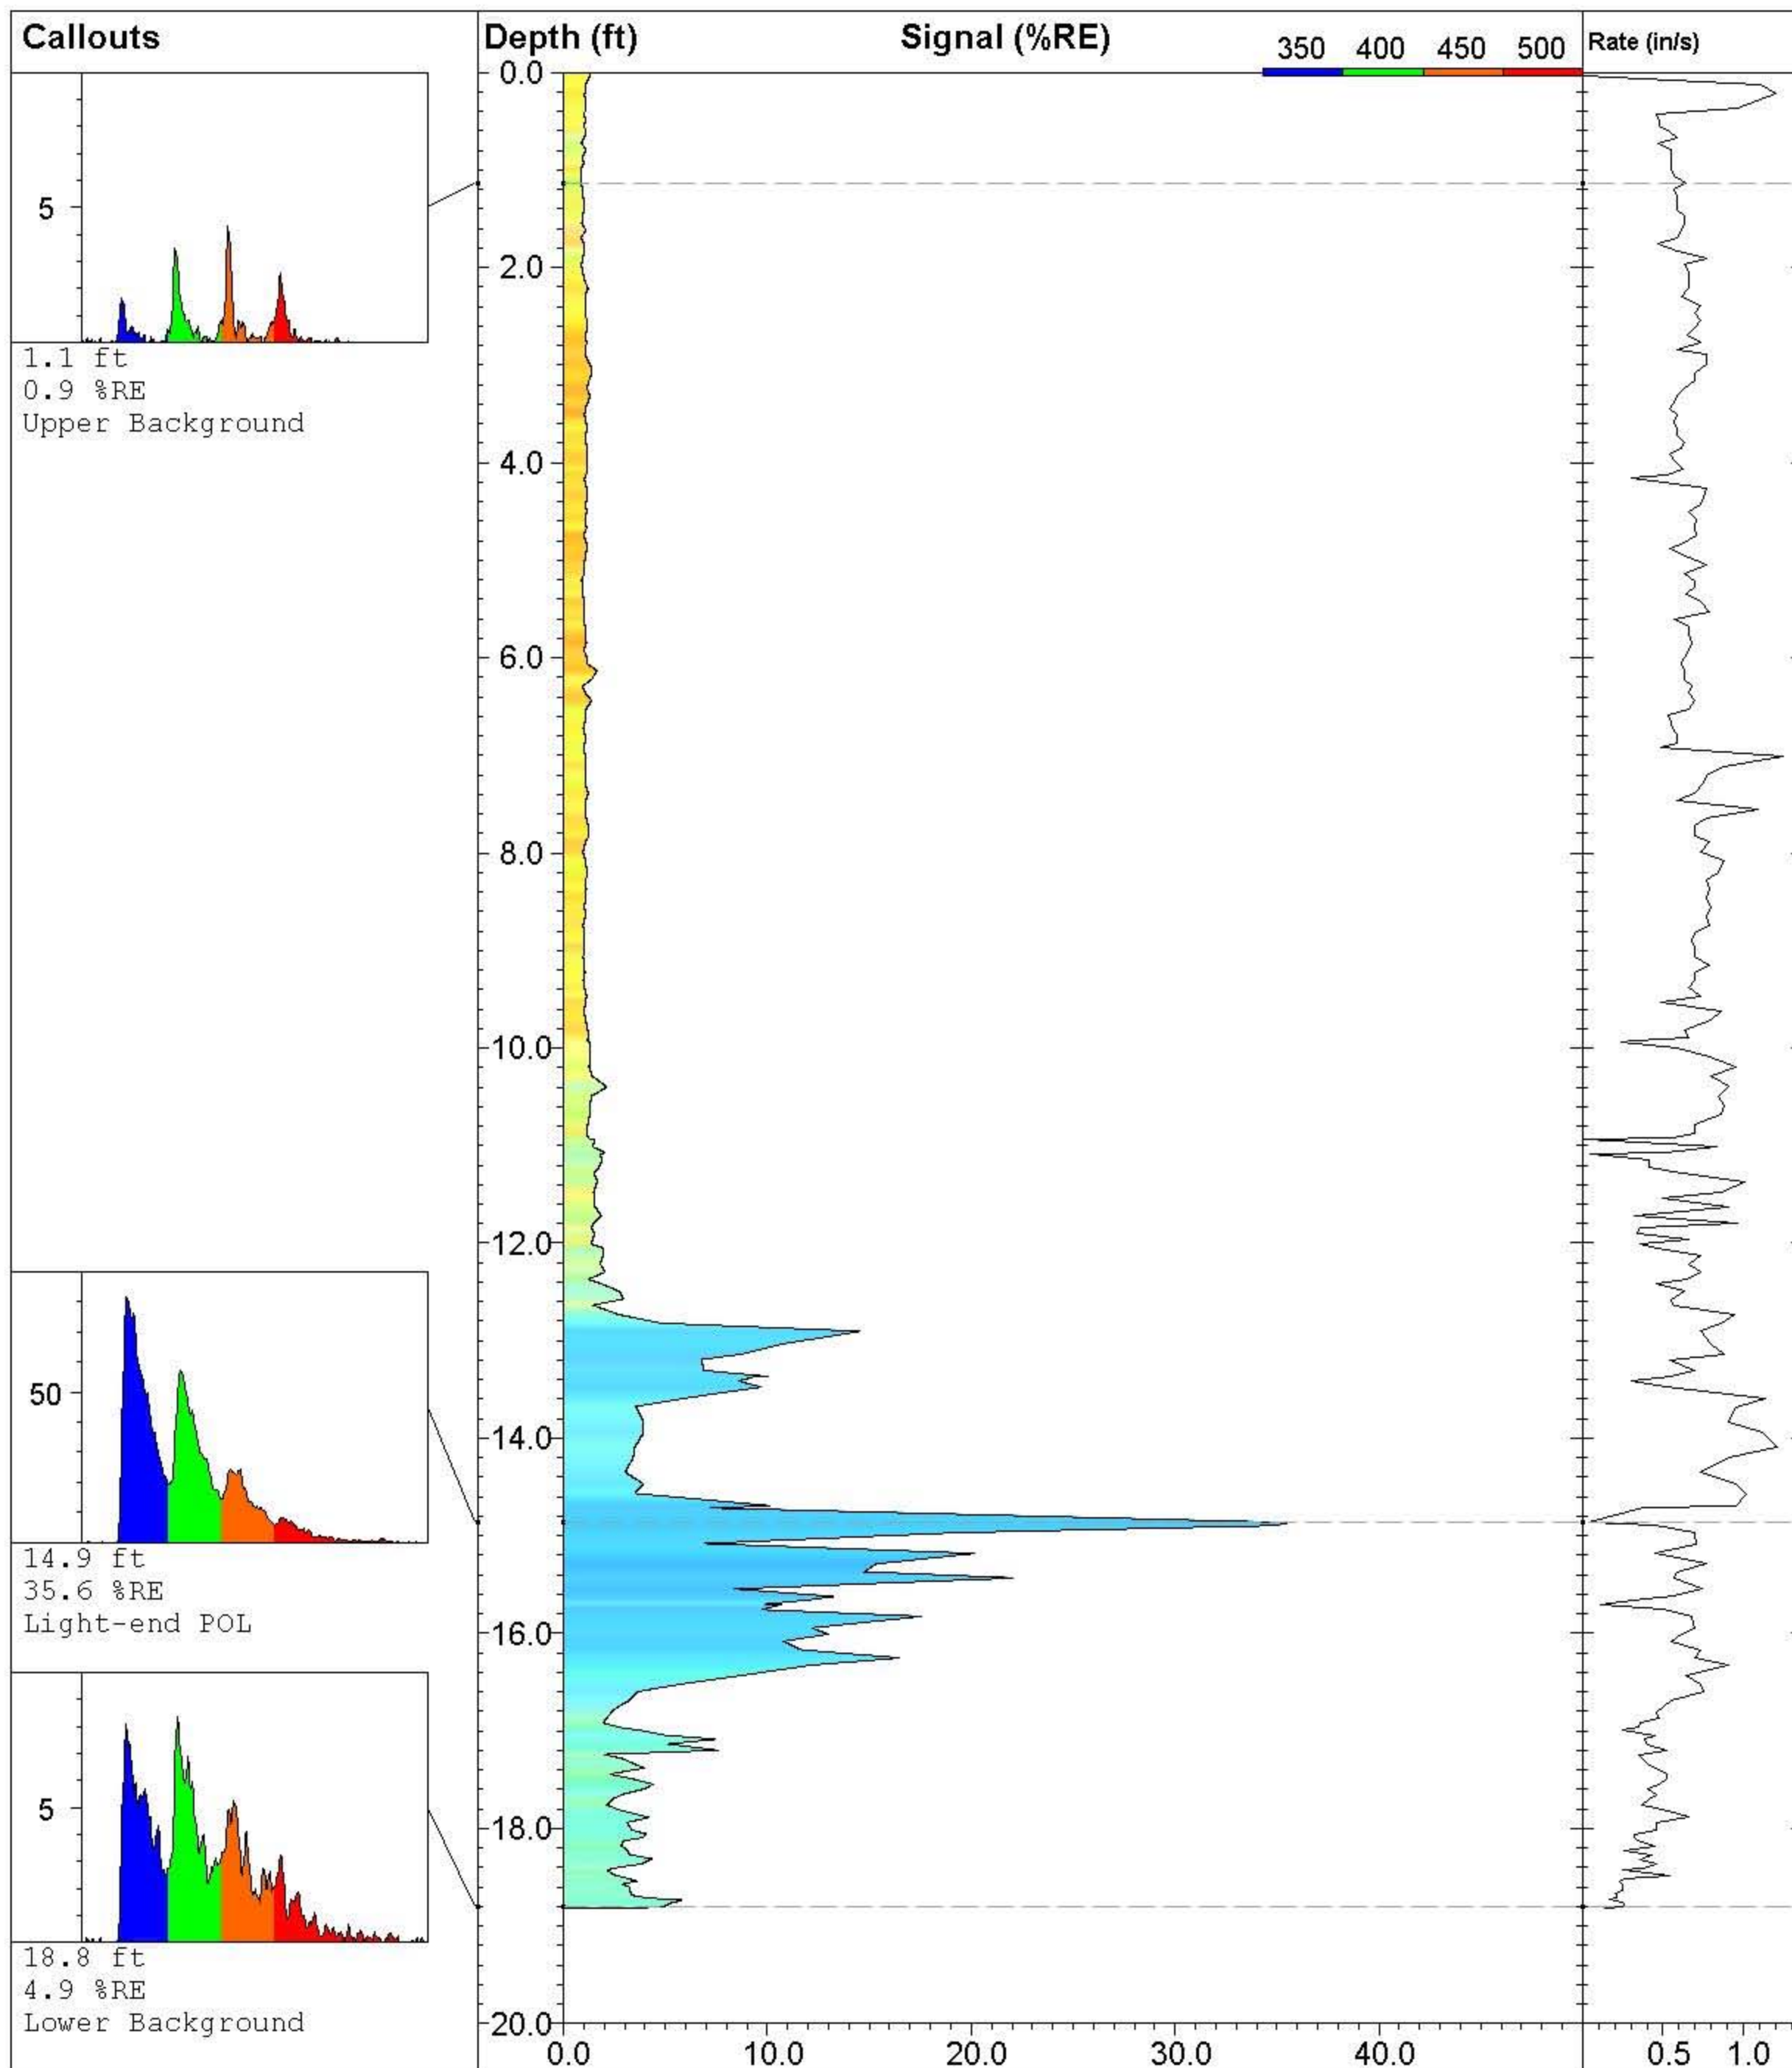 Callouts
Depth (ft)
Signal (%RE)
350 400 450 500
Rate (in/s)
5
1.1 ft
0.9 %RE
Upper Background
50
14.9 ft
35.6 %RE
Light-end POL
5
18.8 ft
4.9 %RE
Lower Background
0.0
2.0
4.0
6.0
8.0
10.0
12.0
14.0
16.0
18.0
20.0
0.0 10.0 20.0 30.0 40.0
0.5 1.0